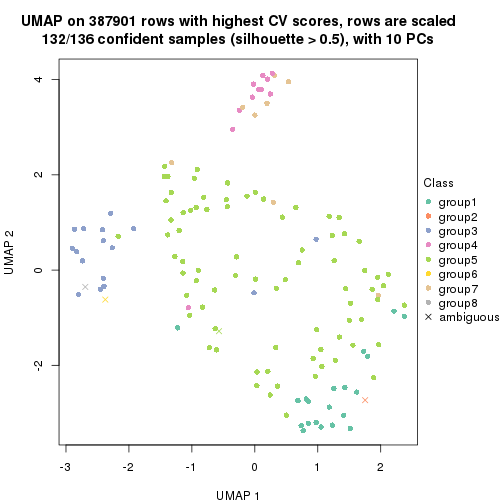 UMAP on 387901 rows with highest CV scores, rows are scaled
132/136 confident samples (silhouette > 0.5), with 10 PCs
4
2
0
-2
UMAP 2
-3
-2
-1
0
1
2
UMAP 1
Class
group1
group2
group3
group4
group5
group6
group7
group8
ambiguous